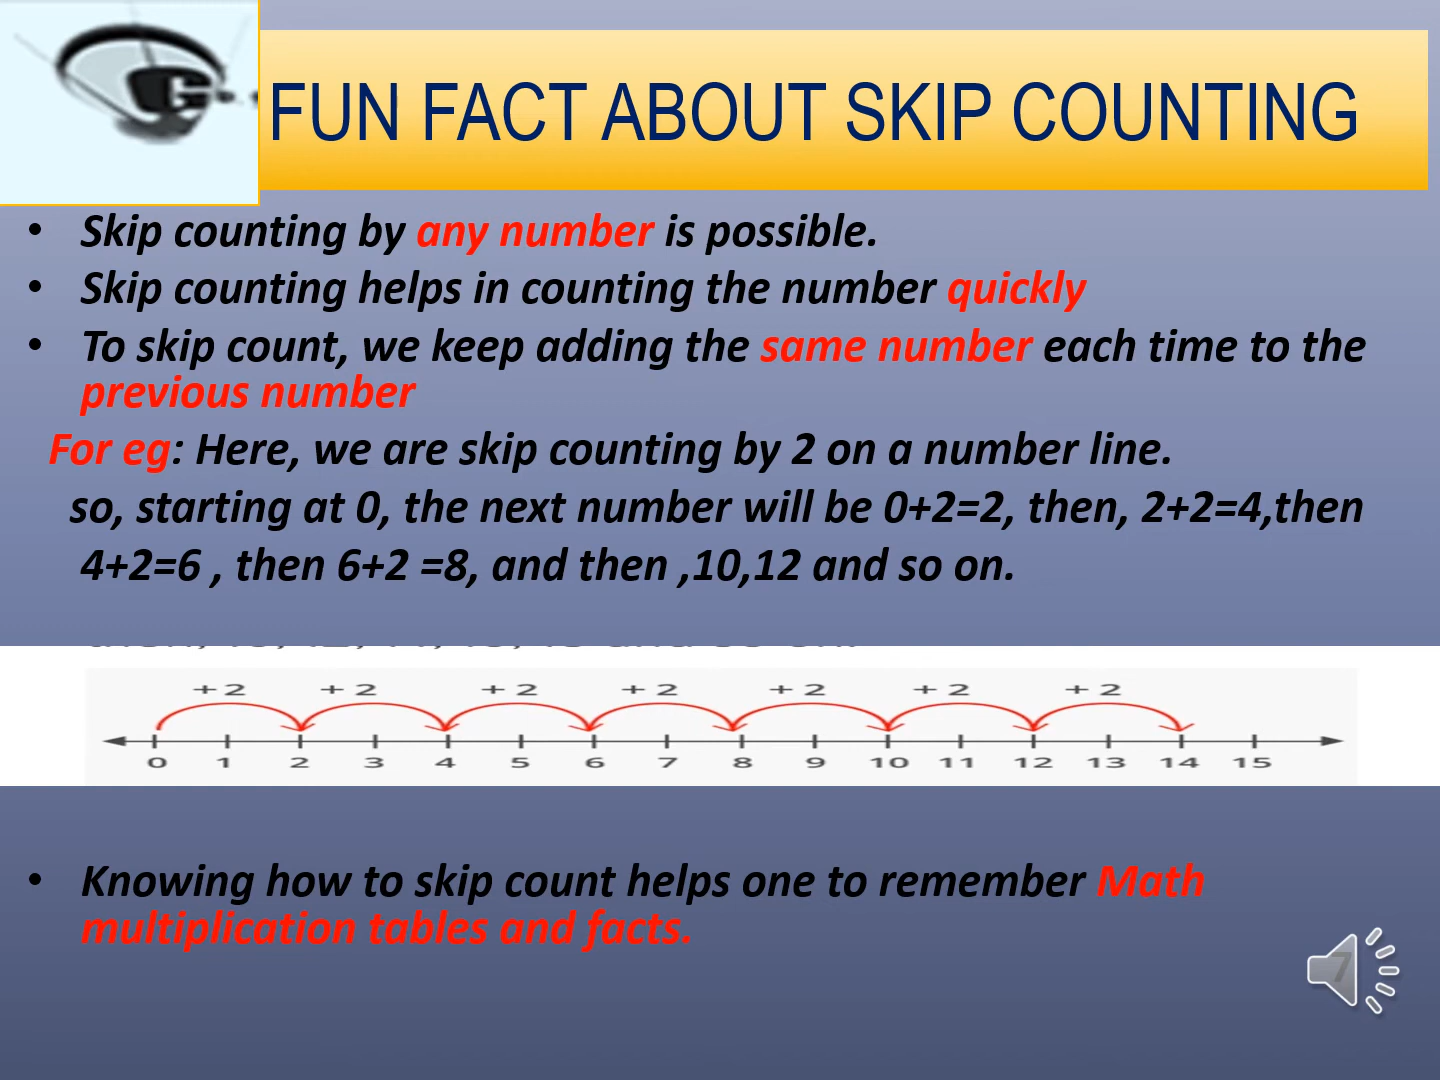 FUN FACT ABOUT SKIP COUNTING
• Skip counting by any number is possible.
• Skip counting helps in counting the number quickly
• To skip count, we keep adding the same number each time to the
previous number
For eg: Here, we are skip counting by 2 on a number line.
so, starting at 0, the next number will be 0+2=2, then, 2+2=4,then
4+2=6 , then 6+2 =8, and then ,10,12 and so on.
+2 +2 +2 +2 +2 +2 +2
0 1 2 3 4 5 6 7 8 9 10 11 12 13 14 15
• Knowing how to skip count helps one to remember Math
multiplication tables and facts.
7